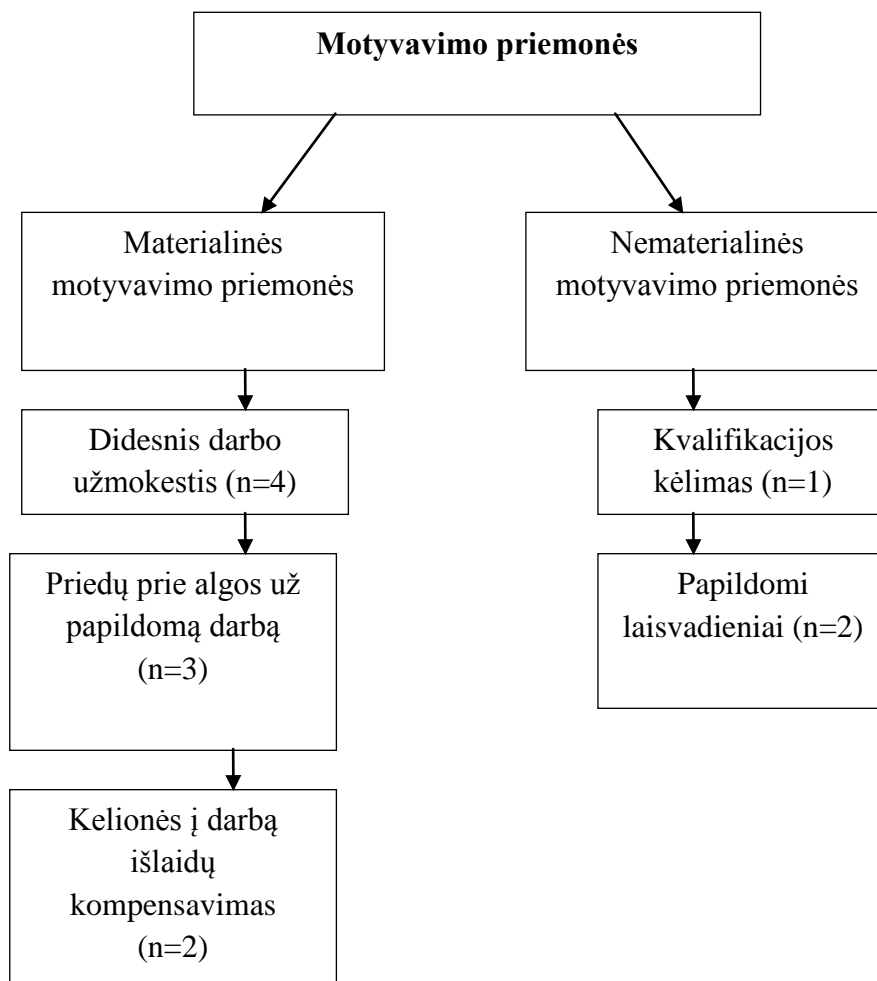 Motyvavimo priemonės
Materialinės
motyvavimo priemonės
Didesnis darbo
užmokestis (n=4)
Priedų prie algos už
papildomą darbą
(n=3)
Kelionės į darbą
išlaidų
kompensavimas
(n=2)
Nematerialinės
motyvavimo priemonės
Kvalifikacijos
kėlimas (n=1)
Papildomi
laisvadieniai (n=2)